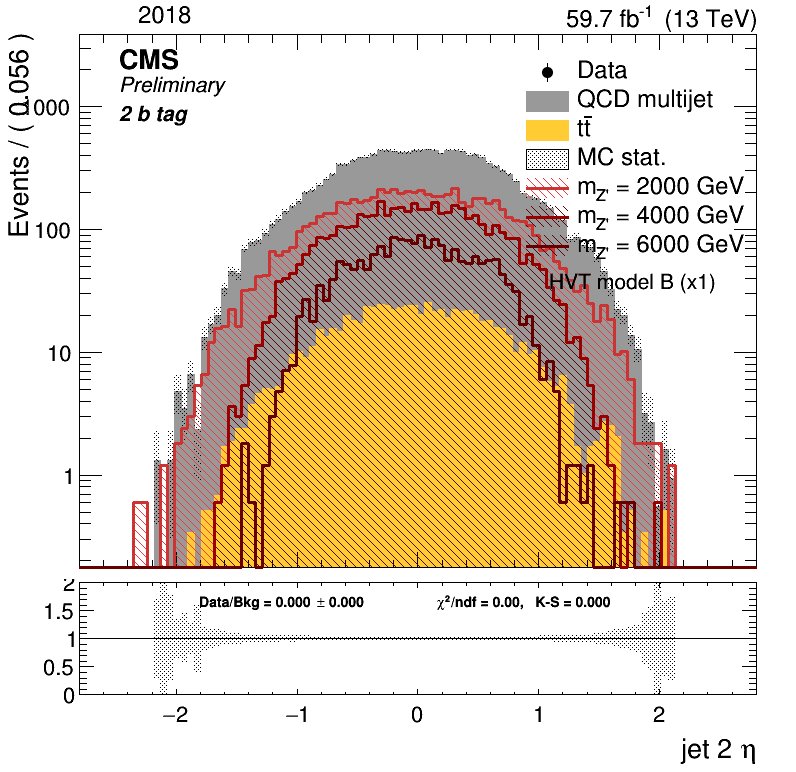 2018
59.7 fb-1 (13 TeV)
CMS
Preliminary
2 b tag
Data
QCD multijet
tt̄
MC stat.
mZ' = 2000 GeV
mZ' = 4000 GeV
mZ' = 6000 GeV
HVT model B (x1)
Events / ( 0.056 )
1000
100
10
1
Data/Bkg = 0.000 ± 0.000
χ²/ndf = 0.00, K-S = 0.000
2
1.5
1
0.5
0
−2 −1 0 1 2
jet 2 η